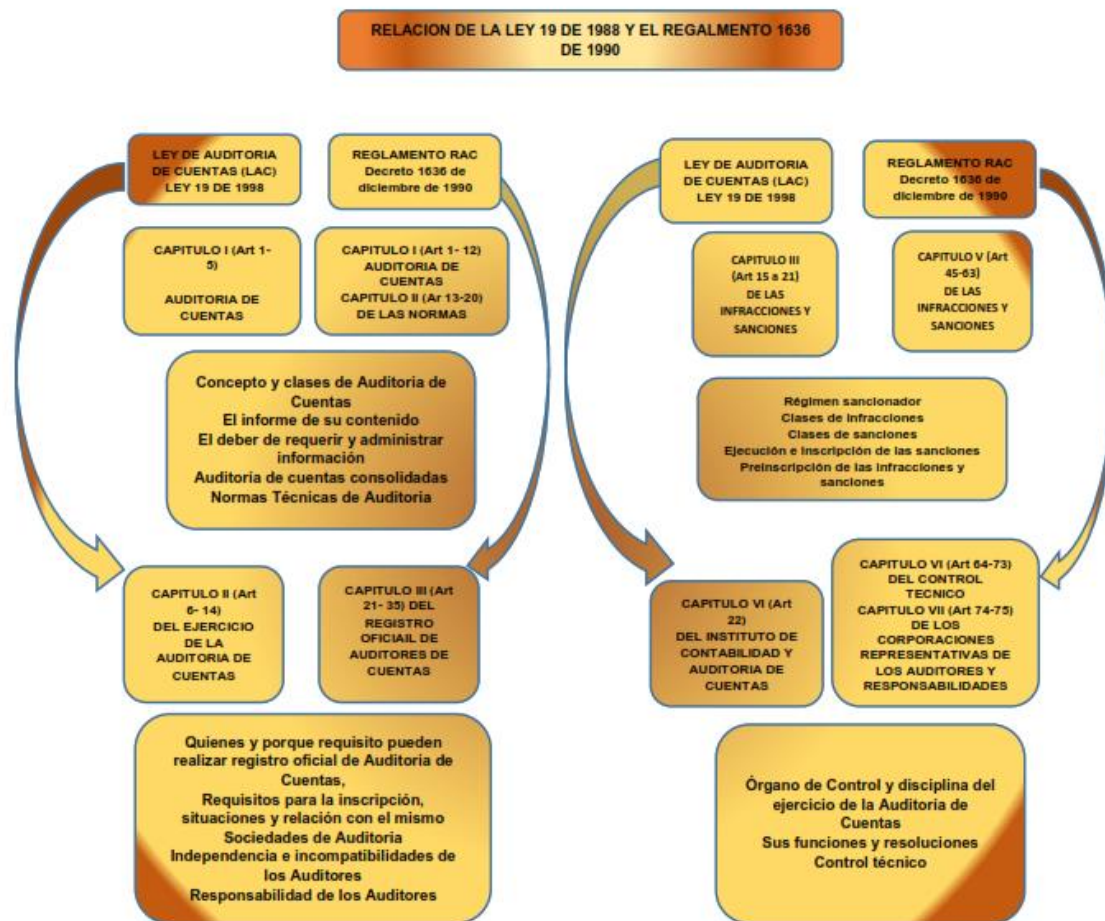 RELACION DE LA LEY 19 DE 1988 Y EL REGALMENTO 1636
DE 1990
LEY DE AUDITORIA
DE CUENTAS (LAC)
LEY 19 DE 1998
REGLAMENTO RAC
Decreto 1636 de
diciembre de 1990
CAPITULO I (Art 1-
5)
AUDITORIA DE
CUENTAS
CAPITULO I (Art 1- 12)
AUDITORIA DE
CUENTAS
CAPITULO II (Ar 13-20)
DE LAS NORMAS
Concepto y clases de Auditoria de
Cuentas
El informe de su contenido
El deber de requerir y administrar
información
Auditoria de cuentas consolidadas
Normas Técnicas de Auditoria
CAPITULO II (Art
6- 14)
DEL EJERCICIO
DE LA
AUDITORIA DE
CUENTAS
CAPITULO III (Art
21- 35) DEL
REGISTRO
OFICIAIL DE
AUDITORES DE
CUENTAS
Quienes y porque requisito pueden
realizar registro oficial de Auditoria de
Cuentas,
Requisitos para la inscripción,
situaciones y relación con el mismo
Sociedades de Auditoria
Independencia e incompatibilidades de
los Auditores
Responsabilidad de los Auditores
LEY DE AUDITORIA
DE CUENTAS (LAC)
LEY 19 DE 1998
REGLAMENTO RAC
Decreto 1636 de
diciembre de 1990
CAPITULO III
(Art 15 a 21)
DE LAS
INFRACCIONES Y
SANCIONES
CAPITULO V (Art
45-63)
DE LAS
INFRACCIONES Y
SANCIONES
Régimen sancionador
Clases de infracciones
Clases de sanciones
Ejecución e inscripción de las sanciones
Preinscripción de las infracciones y
sanciones
CAPITULO VI (Art
22)
DEL INSTITUTO DE
CONTABILIDAD Y
AUDITORIA DE
CUENTAS
CAPITULO VI (Art 64-73)
DEL CONTROL
TECNICO
CAPITULO VII (Art 74-75)
DE LOS
CORPORACIONES
REPRESENTATIVAS DE
LOS AUDITORES Y
RESPONSABILIDADES
Órgano de Control y disciplina del
ejercicio de la Auditoria de
Cuentas
Sus funciones y resoluciones
Control técnico